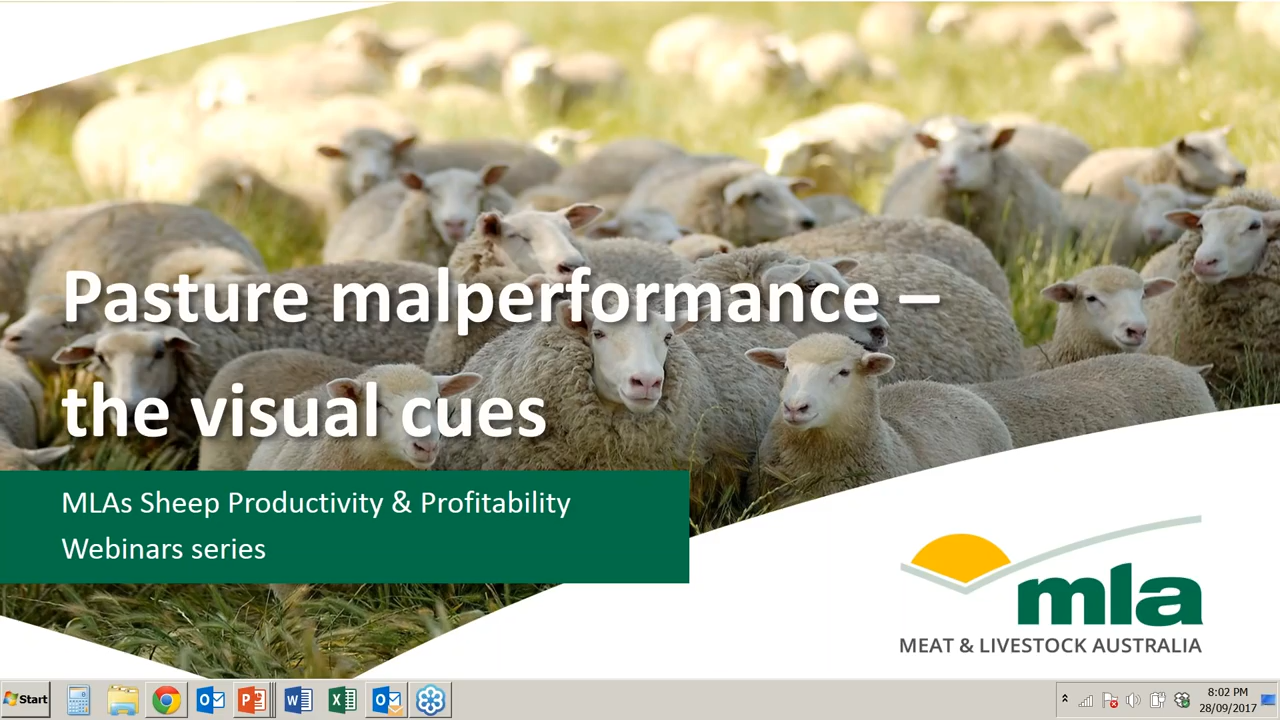 Pasture malperformance –
the visual cues
MLAs Sheep Productivity & Profitability
Webinars series
mla
MEAT & LIVESTOCK AUSTRALIA
Start
8:02 PM
28/09/2017